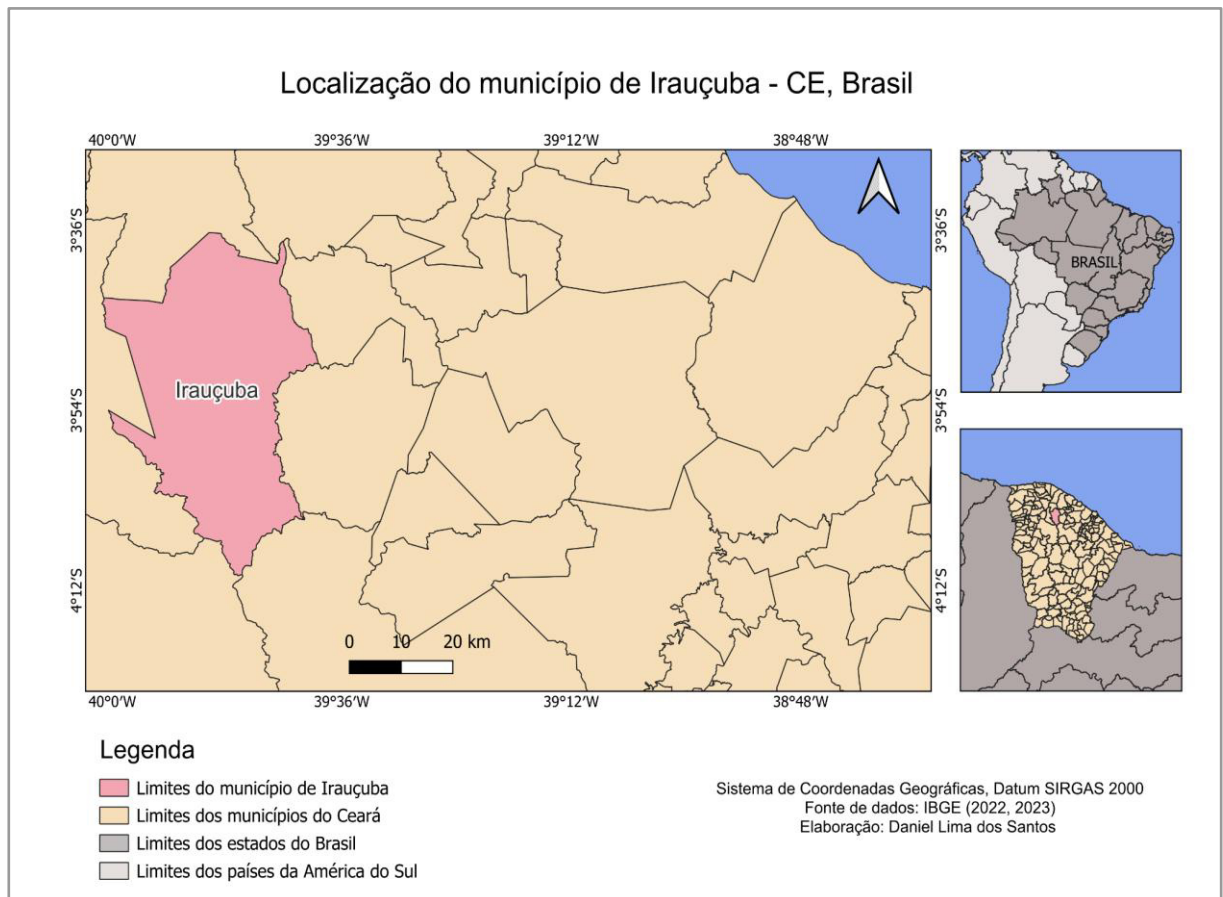 Localização do município de Irauçuba - CE, Brasil
40°0'W 39°36'W 39°12'W 38°48'W
3°36'S 3°36'S
BRASIL
Irauçuba
3°54'S 3°54'S
4°12'S 4°12'S
0 10 20 km
40°0'W 39°36'W 39°12'W 38°48'W
Legenda
Limites do município de Irauçuba
Limites dos municípios do Ceará
Limites dos estados do Brasil
Limites dos países da América do Sul
Sistema de Coordenadas Geográficas, Datum SIRGAS 2000
Fonte de dados: IBGE (2022, 2023)
Elaboração: Daniel Lima dos Santos